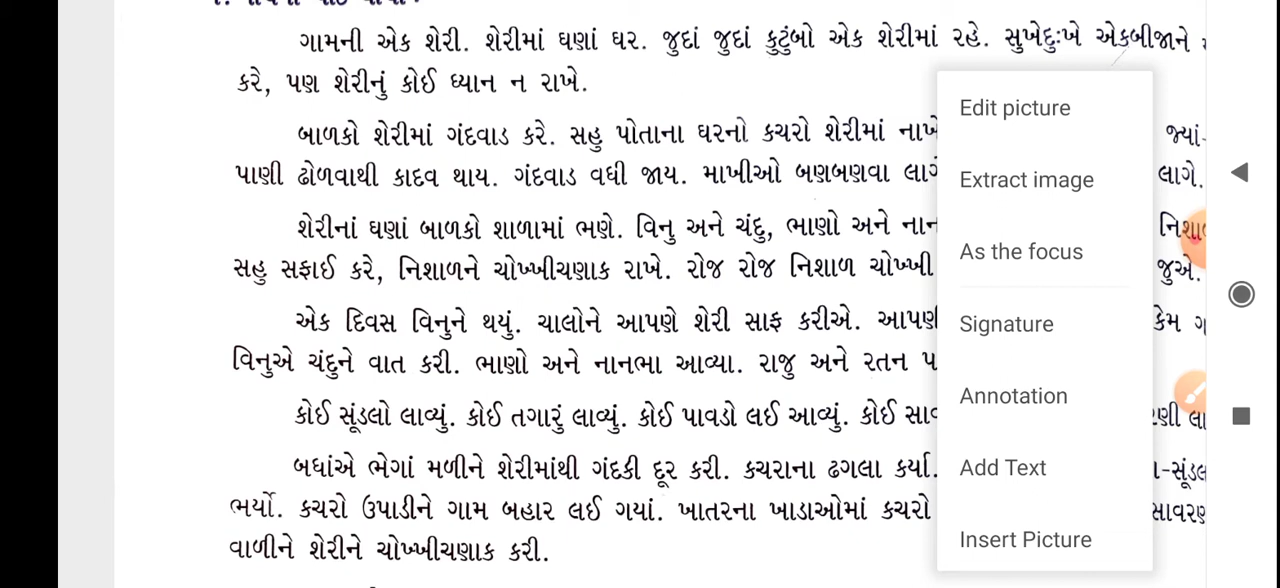 ગામની એક શેરી. શેરીમાં ઘણાં ઘર. જુદાં જુદાં કુટુંબો એક શેરીમાં રહે. સુખેદુઃખે એકબીજાને
કરે, પણ શેરીનું કોઈ ધ્યાન ન રાખે.
બાળકો શેરીમાં ગંદવાડ કરે. સહુ પોતાના ઘરનો કચરો શેરીમાં નાખે જ્યાં-
પાણી ઢોળવાથી કાદવ થાય. ગંદવાડ વધી જાય. માખીઓ બણબણવા લાગે લાગે.
શેરીનાં ઘણાં બાળકો શાળામાં ભણે. વિનુ અને ચંદુ, ભાણો અને
સહુ સફાઈ કરે, નિશાળને ચોખ્ખીચણાક રાખે. રોજ રોજ નિશાળ ચોખ્ખી જુએ.
એક દિવસ વિનુને થયું. ચાલોને આપણે શેરી સાફ કરીએ. કેમ
વિનુએ ચંદુને વાત કરી. ભાણો અને નાનભા આવ્યા. રાજુ અને રતન
કોઈ સૂંડલો લાવ્યું. કોઈ તગારું લાવ્યું. કોઈ પાવડો લઈ આવ્યું. કોઈ
બધાંએ ભેગાં મળીને શેરીમાંથી ગંદકી દૂર કરી. કચરાના ઢગલા કર્યા.
ભર્યો. કચરો ઉપાડીને ગામ બહાર લઈ ગયાં. ખાતરના ખાડાઓમાં કચરો
વાળીને શેરીને ચોખ્ખીચણાક કરી.
Edit picture
Extract image
As the focus
Signature
Annotation
Add Text
Insert Picture